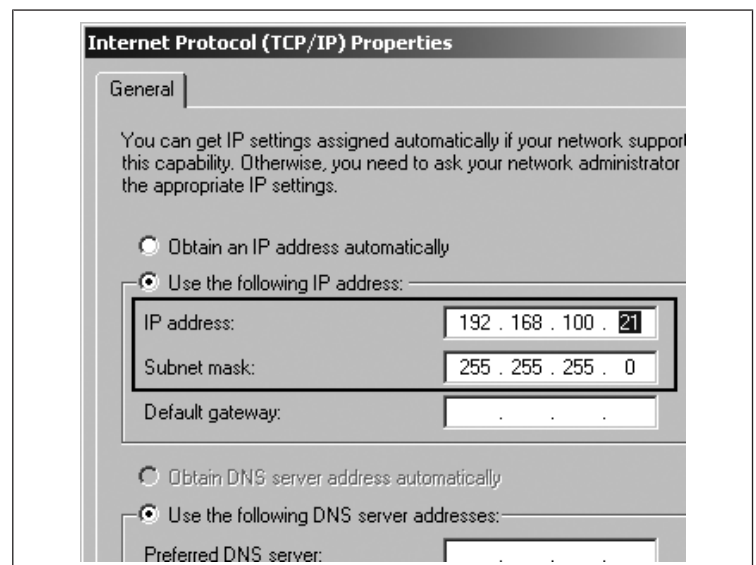 Internet Protocol (TCP/IP) Properties
General
You can get IP settings assigned automatically if your network suppor
this capability. Otherwise, you need to ask your network administrator
the appropriate IP settings.
Obtain an IP address automatically
Use the following IP address:
IP address: 192 . 168 . 100 . 21
Subnet mask: 255 . 255 . 255 . 0
Default gateway: . . .
Obtain DNS server address automatically
Use the following DNS server addresses:
Preferred DNS server: . . .